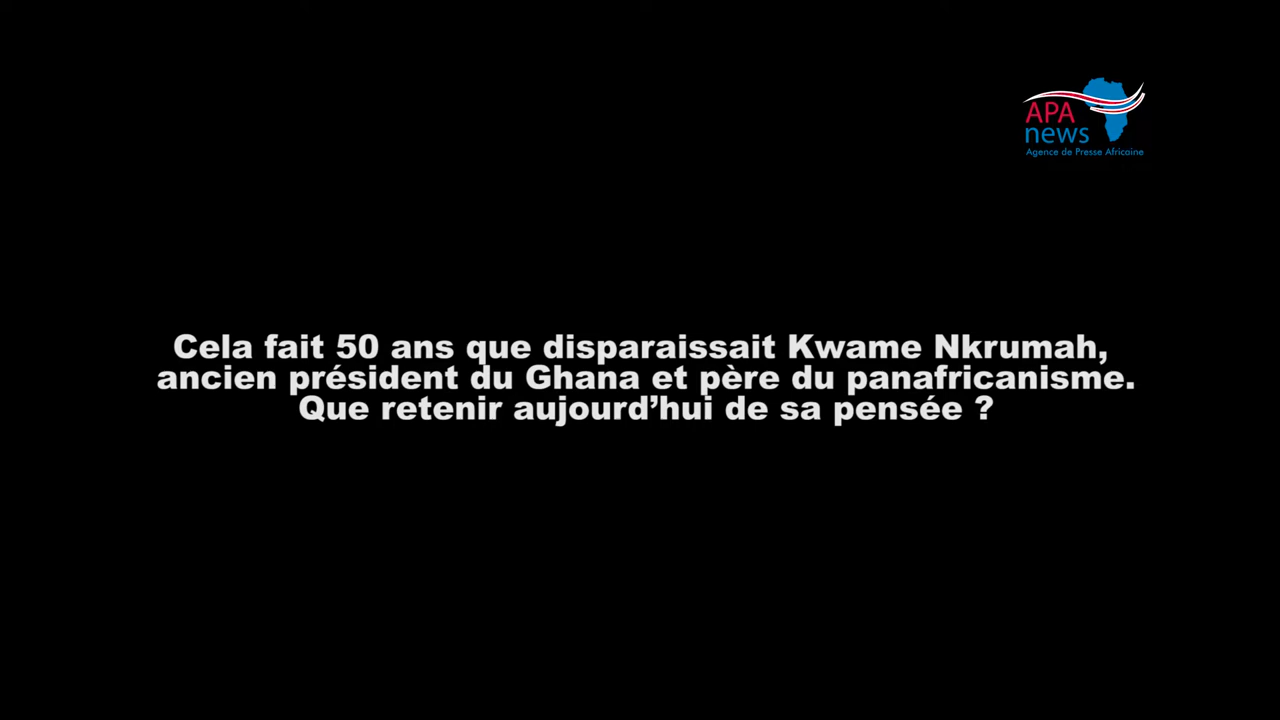 APA
news
Agence de Presse Africaine
Cela fait 50 ans que disparaissait Kwame Nkrumah,
ancien président du Ghana et père du panafricanisme.
Que retenir aujourd’hui de sa pensée ?